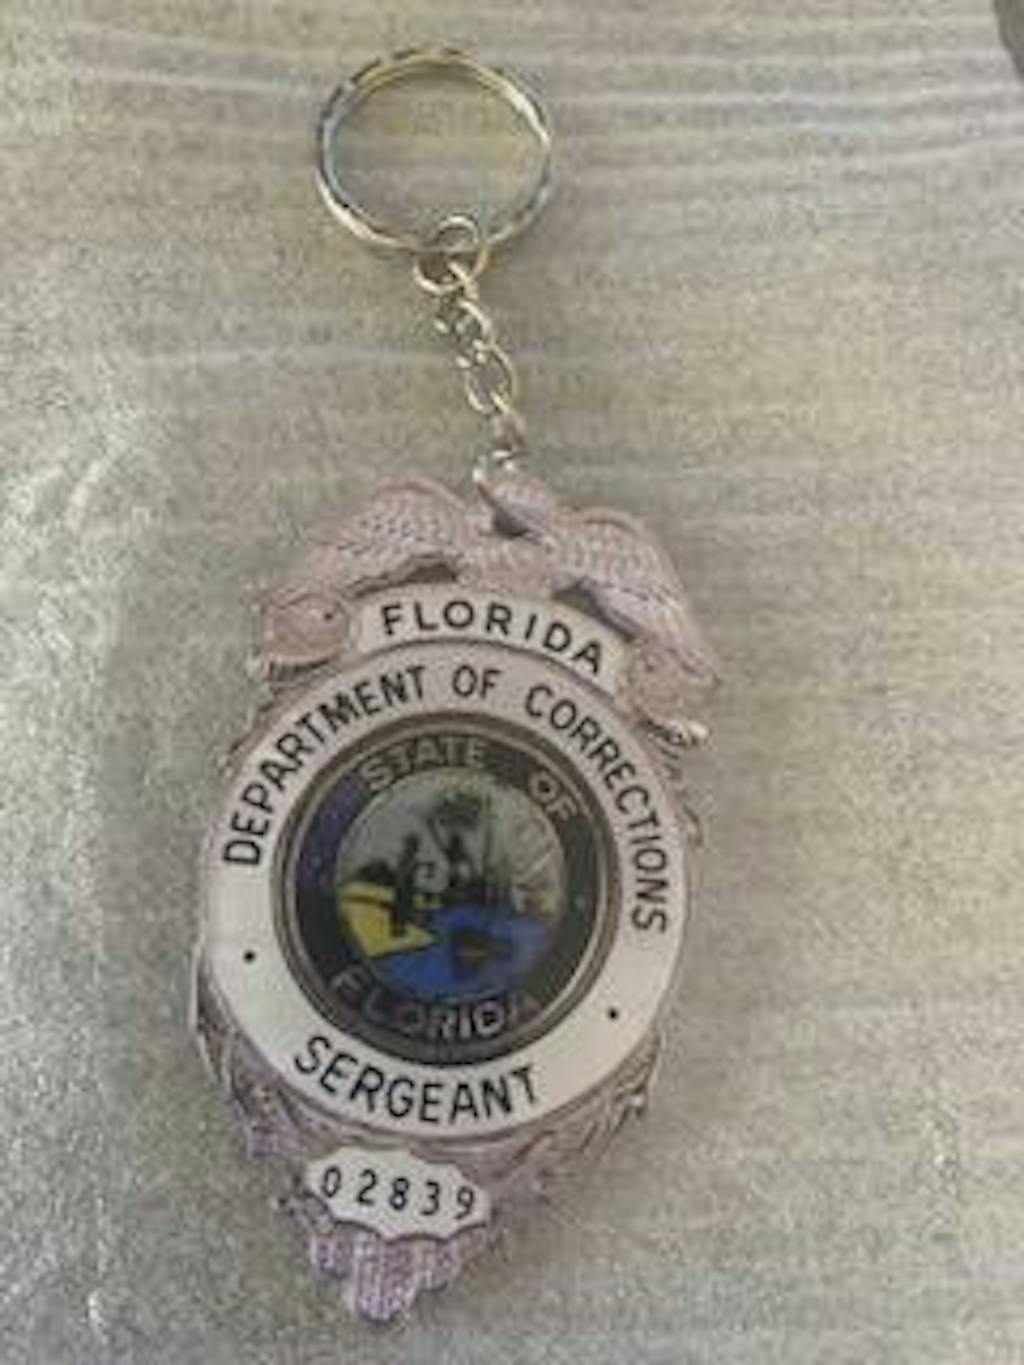 FLORIDA
DEPARTMENT OF CORRECTIONS
STATE OF
FLORIDA
SERGEANT
02839